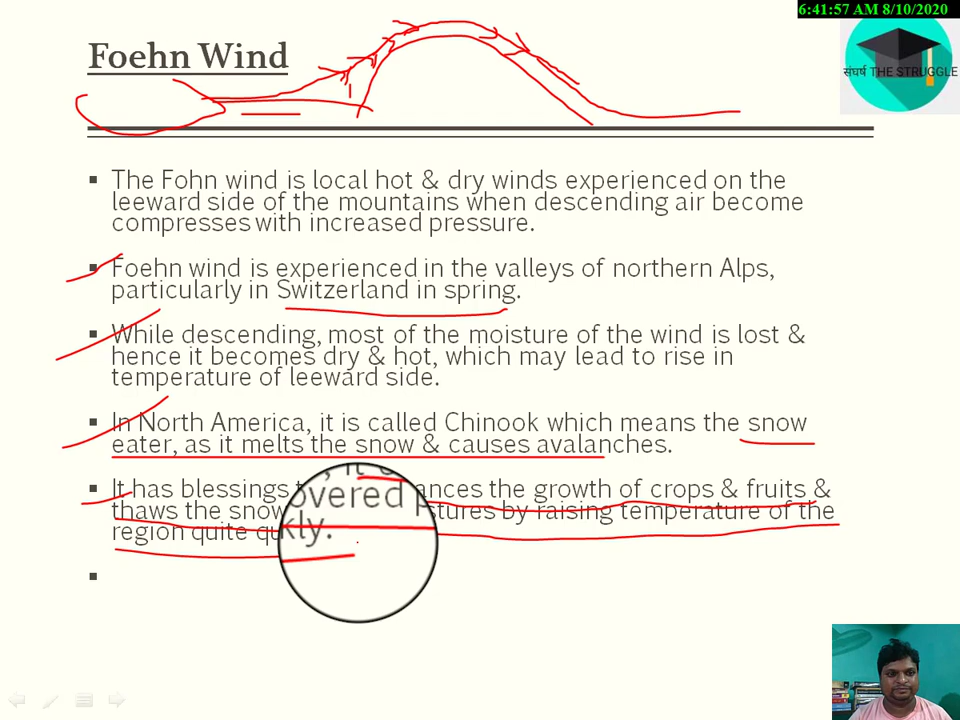 6:41:57 AM 8/10/2020
Foehn Wind
संघर्ष THE STRUGGLE
The Fohn wind is local hot & dry winds experienced on the
leeward side of the mountains when descending air become
compresses with increased pressure.
Foehn wind is experienced in the valleys of northern Alps,
particularly in Switzerland in spring.
While descending, most of the moisture of the wind is lost &
hence it becomes dry & hot, which may lead to rise in
temperature of leeward side.
In North America, it is called Chinook which means the snow
eater, as it melts the snow & causes avalanches.
It has blessings ances the growth of crops & fruits &
thaws the snow overed stures by raising temperature of the
region quite qu kly.